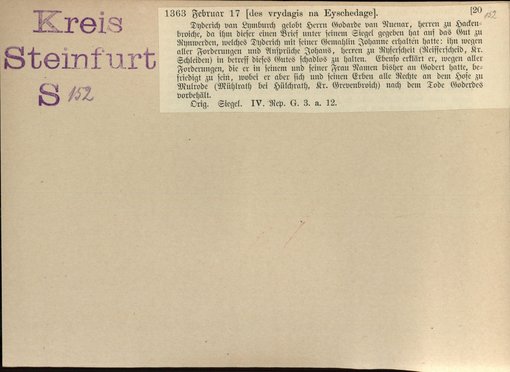 Kreis
Steinfurt
S 152
1363 Februar 17 [des vrydagis na Eyschedage]. [20
152
Dyderich van Lymburch gelobt Herrn Godarde van Nuenar, herren zu Hacken-
broiche, da ihm dieser einen Brief unter seinem Siegel gegeben hat auf das Gut zu
Nymwerden, welches Dyderich mit seiner Gemahlin Johanne erhalten hatte: ihn wegen
aller Forderungen und Ansprüche Johans, herren zu Ryferscheit (Reifferscheid, Kr.
Schleiden) in betreff dieses Gutes schadlos zu halten. Ebenso erklärt er, wegen aller
Forderungen, die er in seinem und seiner Frau Namen bisher an Godert hatte, be-
friedigt zu sein, wobei er aber sich und seinen Erben alle Rechte an dem Hofe zu
Mulrode (Mühlrath bei Hülchrath, Kr. Grevenbroich) nach dem Tode Goderdes
vorbehält.
Orig. Siegel. IV. Rep. G. 3. a. 12.